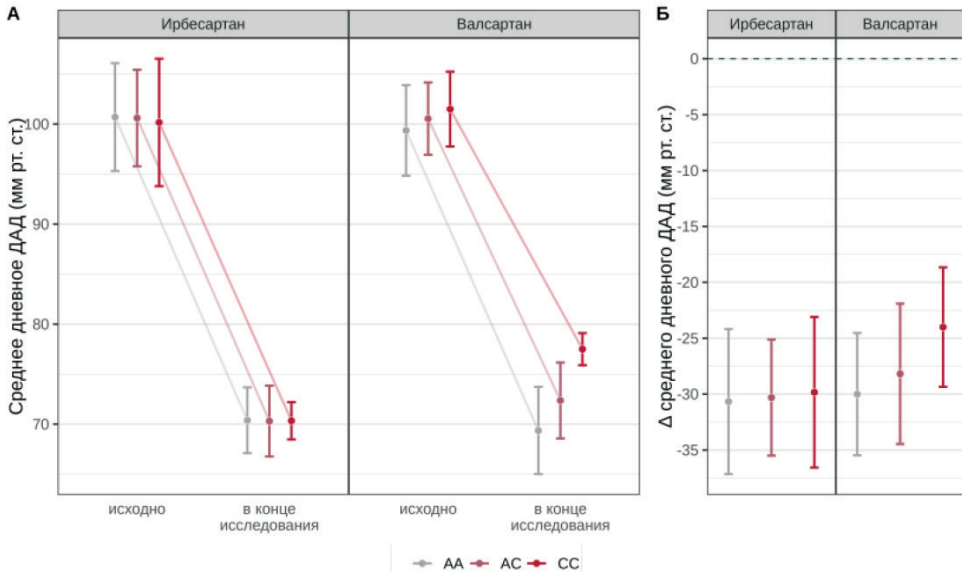 А
Ирбесартан
Валсартан
Среднее дневное ДАД (мм рт. ст.)
100
90
80
70
исходно
в конце
исследования
исходно
в конце
исследования
Б
Ирбесартан
Валсартан
Δ среднего дневного ДАД (мм рт. ст.)
0
-5
-10
-15
-20
-25
-30
-35
AA
AC
CC